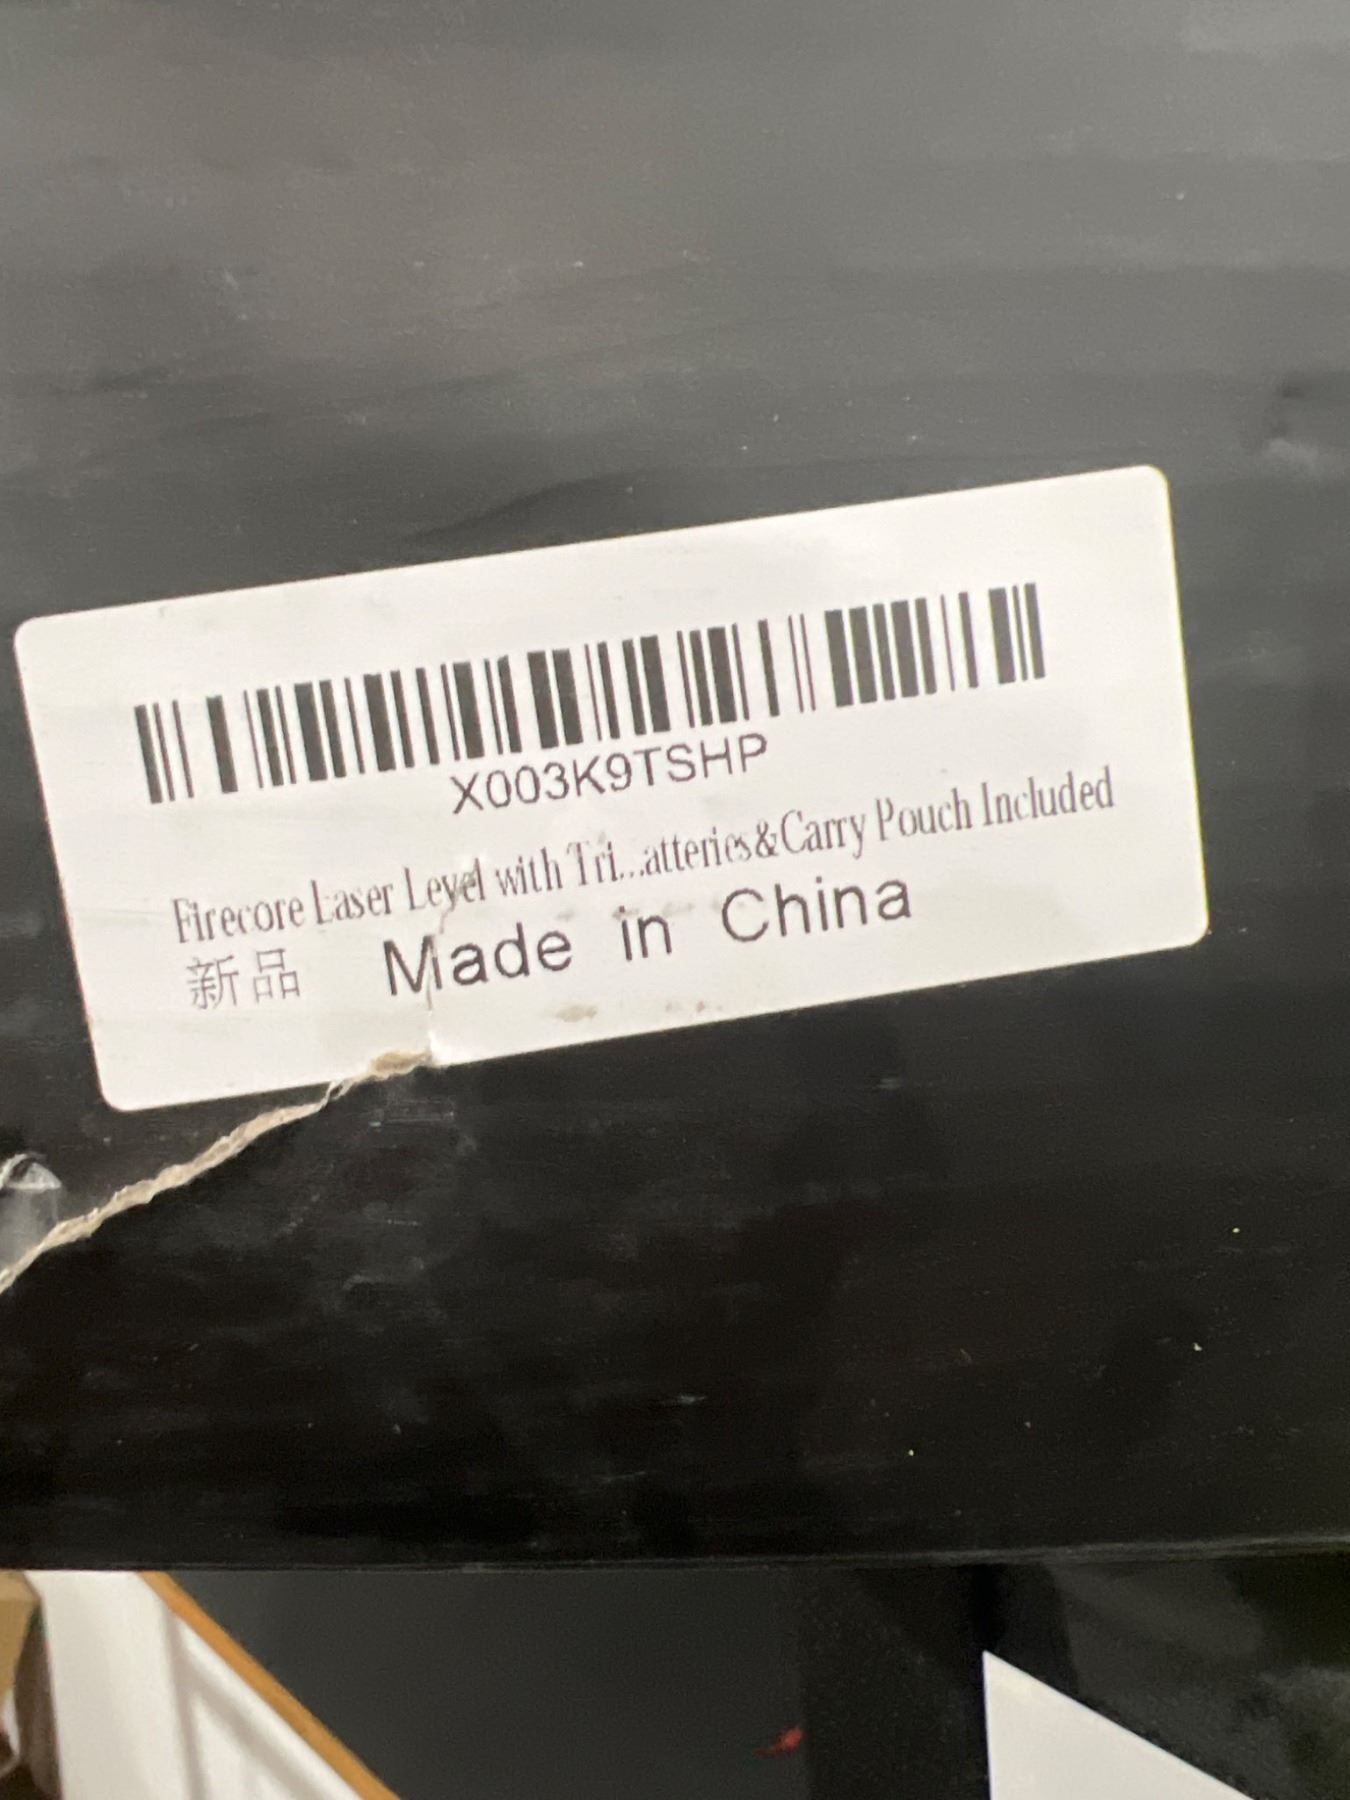 X003K9TSHP
Firecore Laser Level with Tri...atteries&Carry Pouch Included
新品 Made in China